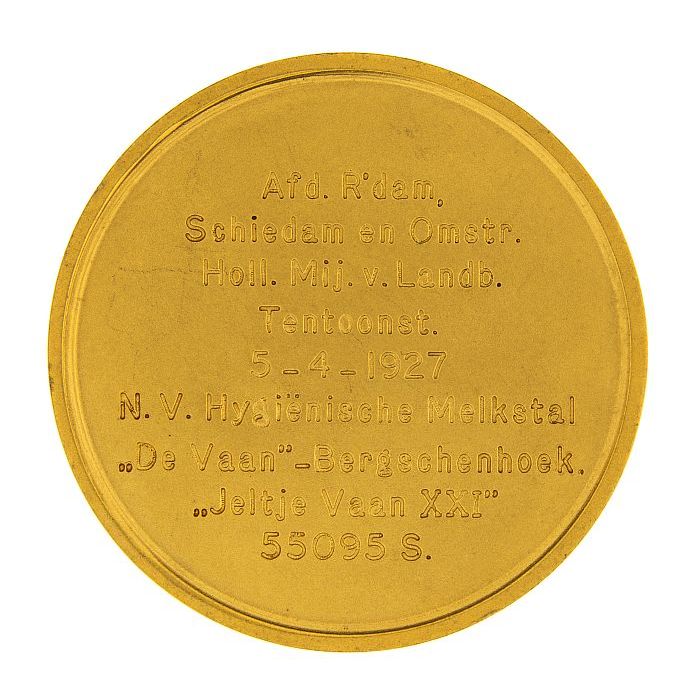 Afd. R'dam,
Schiedam en Omstr.
Holl. Mij. v. Landb.
Tentoonst.
5-4-1927
N.V. Hygiënische Melkstal
„De Vaan”-Bergschenhoek.
„Jeltje Vaan XXI”
55095 S.